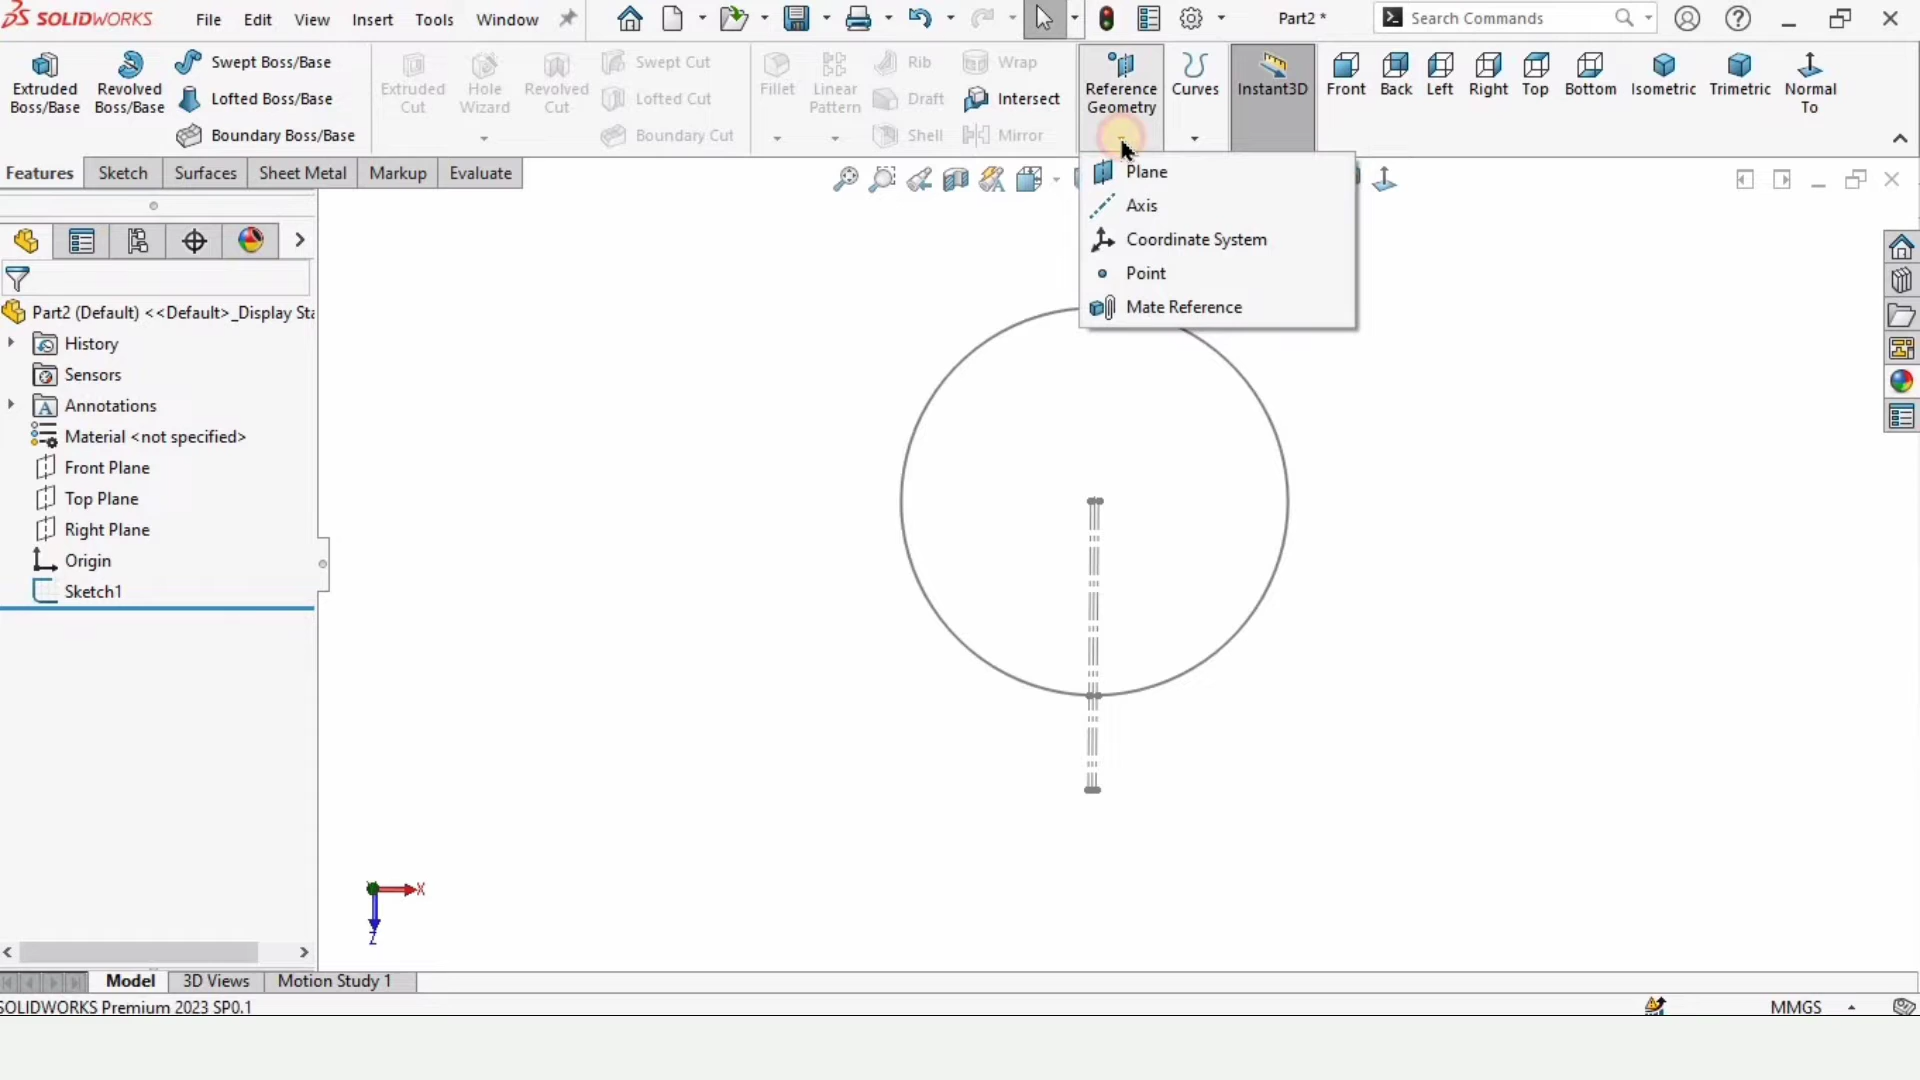 SOLIDWORKS File Edit View Insert Tools Window Part2 * Search Commands
Extruded Boss/Base
Revolved Boss/Base
Swept Boss/Base
Lofted Boss/Base
Boundary Boss/Base
Extruded Cut
Hole Wizard
Revolved Cut
Swept Cut
Lofted Cut
Boundary Cut
Fillet
Linear Pattern
Rib
Draft
Shell
Wrap
Intersect
Mirror
Reference Geometry
Curves
Instant3D
Front
Back
Left
Right
Top
Bottom
Isometric
Trimetric
Normal To
Features Sketch Surfaces Sheet Metal Markup Evaluate
Plane
Axis
Coordinate System
Point
Mate Reference
Part2 (Default) <<Default>_Display Sta
History
Sensors
Annotations
Material <not specified>
Front Plane
Top Plane
Right Plane
Origin
Sketch1
X
Z
Model 3D Views Motion Study 1
SOLIDWORKS Premium 2023 SP0.1 MMGS